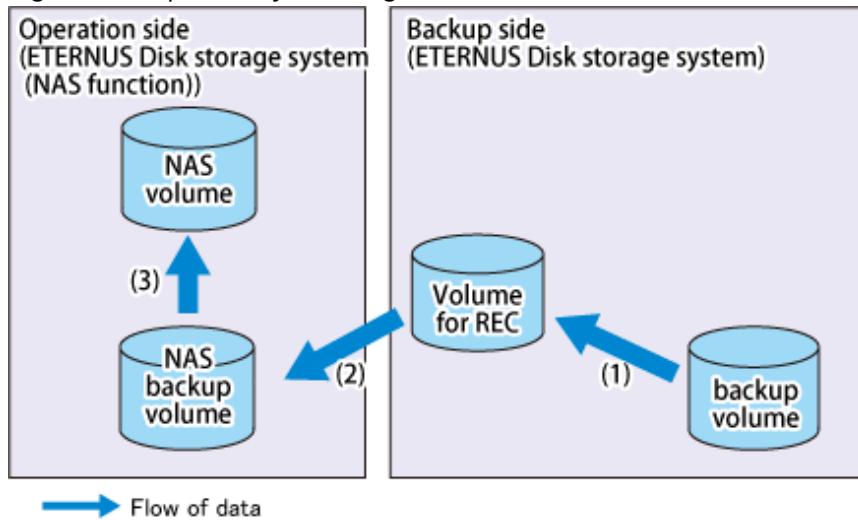 Operation side
(ETERNUS Disk storage system
(NAS function))
Backup side
(ETERNUS Disk storage system)
NAS
volume
(3)
Volume
for REC
NAS
backup
volume
(2)
(1)
backup
volume
Flow of data